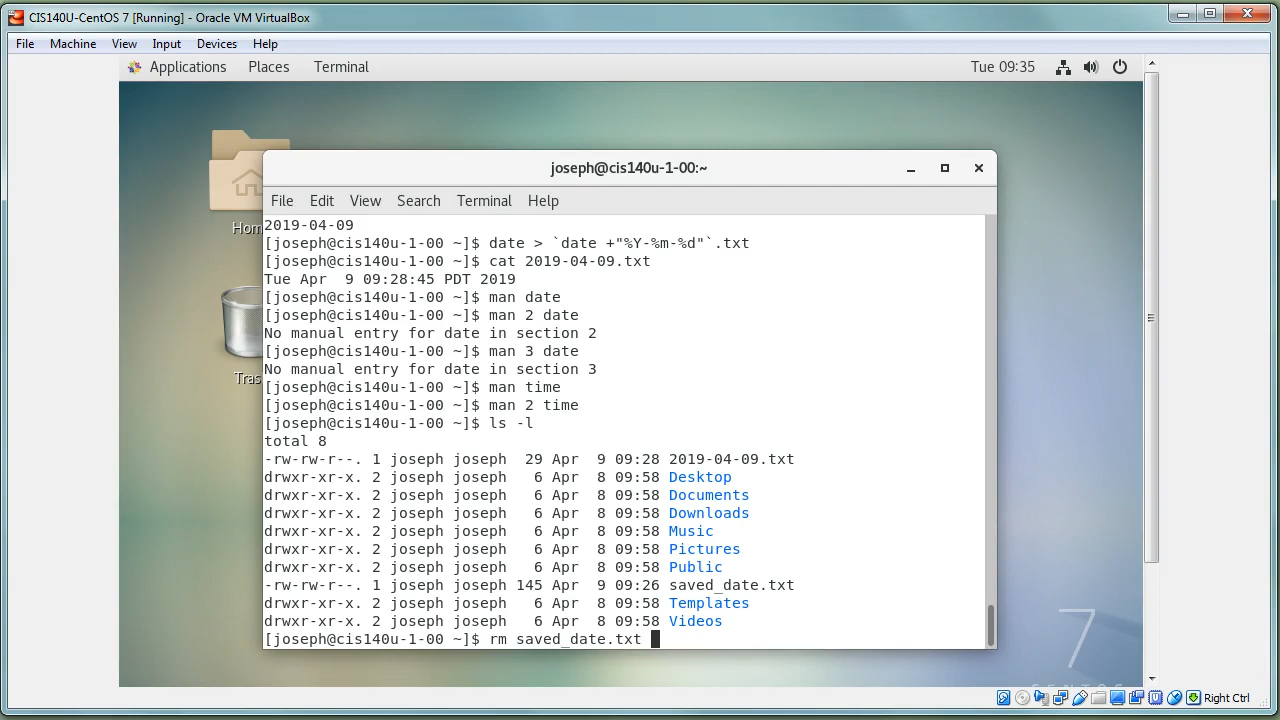 CIS140U-CentOS 7 [Running] - Oracle VM VirtualBox
File Machine View Input Devices Help
Applications Places Terminal Tue 09:35
Hom
Tras
joseph@cis140u-1-00:~
File Edit View Search Terminal Help
2019-04-09
[joseph@cis140u-1-00 ~]$ date > `date +"%Y-%m-%d"`.txt
[joseph@cis140u-1-00 ~]$ cat 2019-04-09.txt
Tue Apr  9 09:28:45 PDT 2019
[joseph@cis140u-1-00 ~]$ man date
[joseph@cis140u-1-00 ~]$ man 2 date
No manual entry for date in section 2
[joseph@cis140u-1-00 ~]$ man 3 date
No manual entry for date in section 3
[joseph@cis140u-1-00 ~]$ man time
[joseph@cis140u-1-00 ~]$ man 2 time
[joseph@cis140u-1-00 ~]$ ls -l
total 8
-rw-rw-r--. 1 joseph joseph  29 Apr  9 09:28 2019-04-09.txt
drwxr-xr-x. 2 joseph joseph   6 Apr  8 09:58 Desktop
drwxr-xr-x. 2 joseph joseph   6 Apr  8 09:58 Documents
drwxr-xr-x. 2 joseph joseph   6 Apr  8 09:58 Downloads
drwxr-xr-x. 2 joseph joseph   6 Apr  8 09:58 Music
drwxr-xr-x. 2 joseph joseph   6 Apr  8 09:58 Pictures
drwxr-xr-x. 2 joseph joseph   6 Apr  8 09:58 Public
-rw-rw-r--. 1 joseph joseph 145 Apr  9 09:26 saved_date.txt
drwxr-xr-x. 2 joseph joseph   6 Apr  8 09:58 Templates
drwxr-xr-x. 2 joseph joseph   6 Apr  8 09:58 Videos
[joseph@cis140u-1-00 ~]$ rm saved_date.txt
7
Right Ctrl